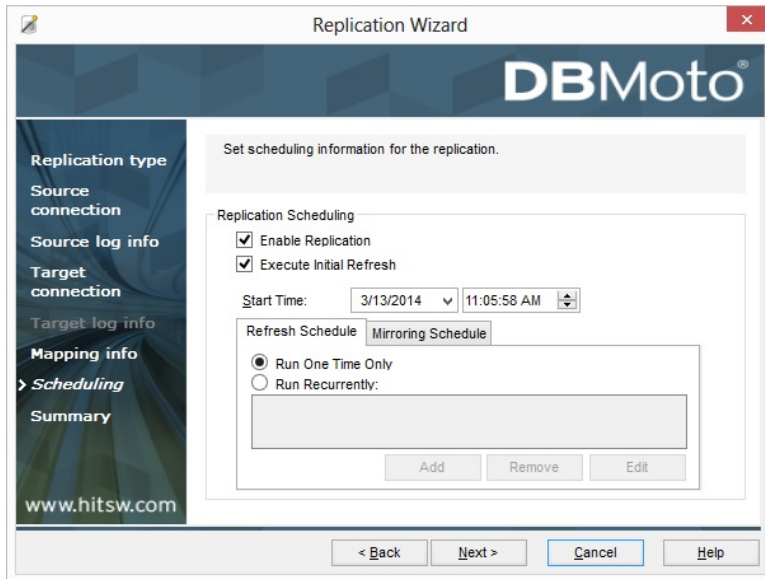 Replication Wizard
DBMoto®
Replication type
Source
connection
Source log info
Target
connection
Target log info
Mapping info
Scheduling
Summary
www.hitsw.com
Set scheduling information for the replication.
Replication Scheduling
Enable Replication
Execute Initial Refresh
Start Time: 3/13/2014 11:05:58 AM
Refresh Schedule Mirroring Schedule
Run One Time Only
Run Recurrently:
Add Remove Edit
< Back Next > Cancel Help